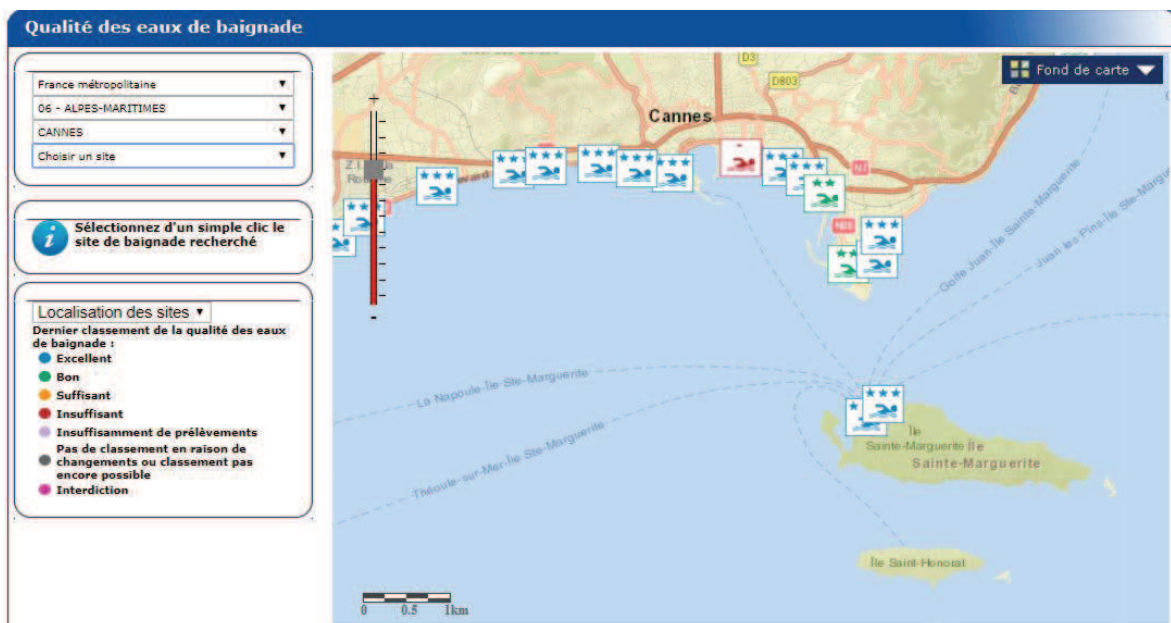 Qualité des eaux de baignade
France métropolitaine
06 - ALPES-MARITIMES
CANNES
Choisir un site
Sélectionnez d'un simple clic le
site de baignade recherché
Localisation des sites
Dernier classement de la qualité des eaux
de baignade :
Excellent
Bon
Suffisant
Insuffisant
Insuffisamment de prélèvements
Pas de classement en raison de
changements ou classement pas
encore possible
Interdiction
Fond de carte
D3
D803
Cannes
N7
Golfe Juan-Île Sainte-Marguerite
Juan les Pins-Île Ste-Marguerite
La Napoule-Île Ste-Marguerite
Théoule-sur-Mer-Île Ste-Marguerite
Île
Sainte-Marguerite
Île
Sainte-Marguerite
Île Saint-Honorat
0 0.5 1km